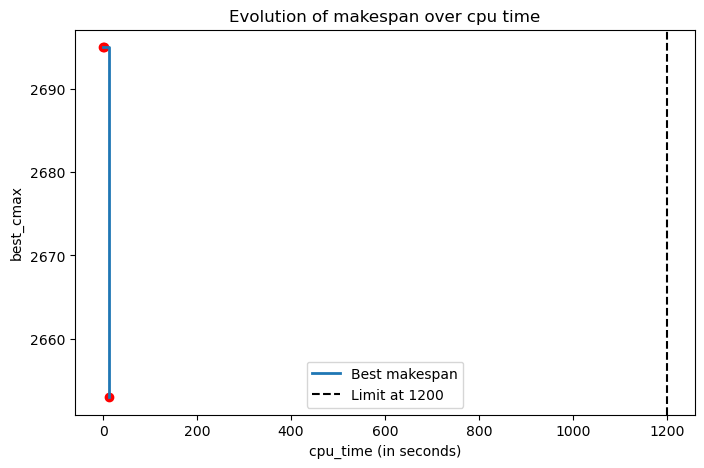 Evolution of makespan over cpu time
best_cmax
2690
2680
2670
2660
0
200
400
600
800
1000
1200
cpu_time (in seconds)
Best makespan
Limit at 1200